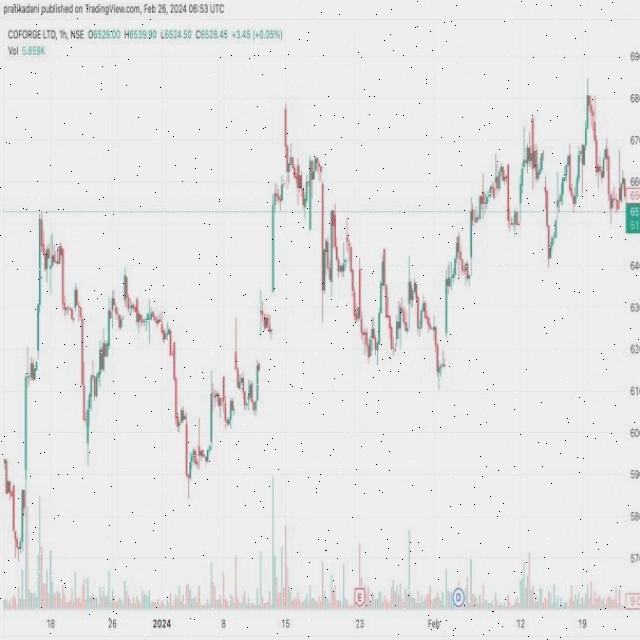 pratikadani published on TradingView.com, Feb 26, 2024 06:53 UTC
COFORGE LTD, 1h, NSE O6526.00 H6539.90 L6524.50 C6528.45 +3.45 (+0.05%)
Vol 5.859K
E
D
18 26 2024 8 15 23 Feb 12 19